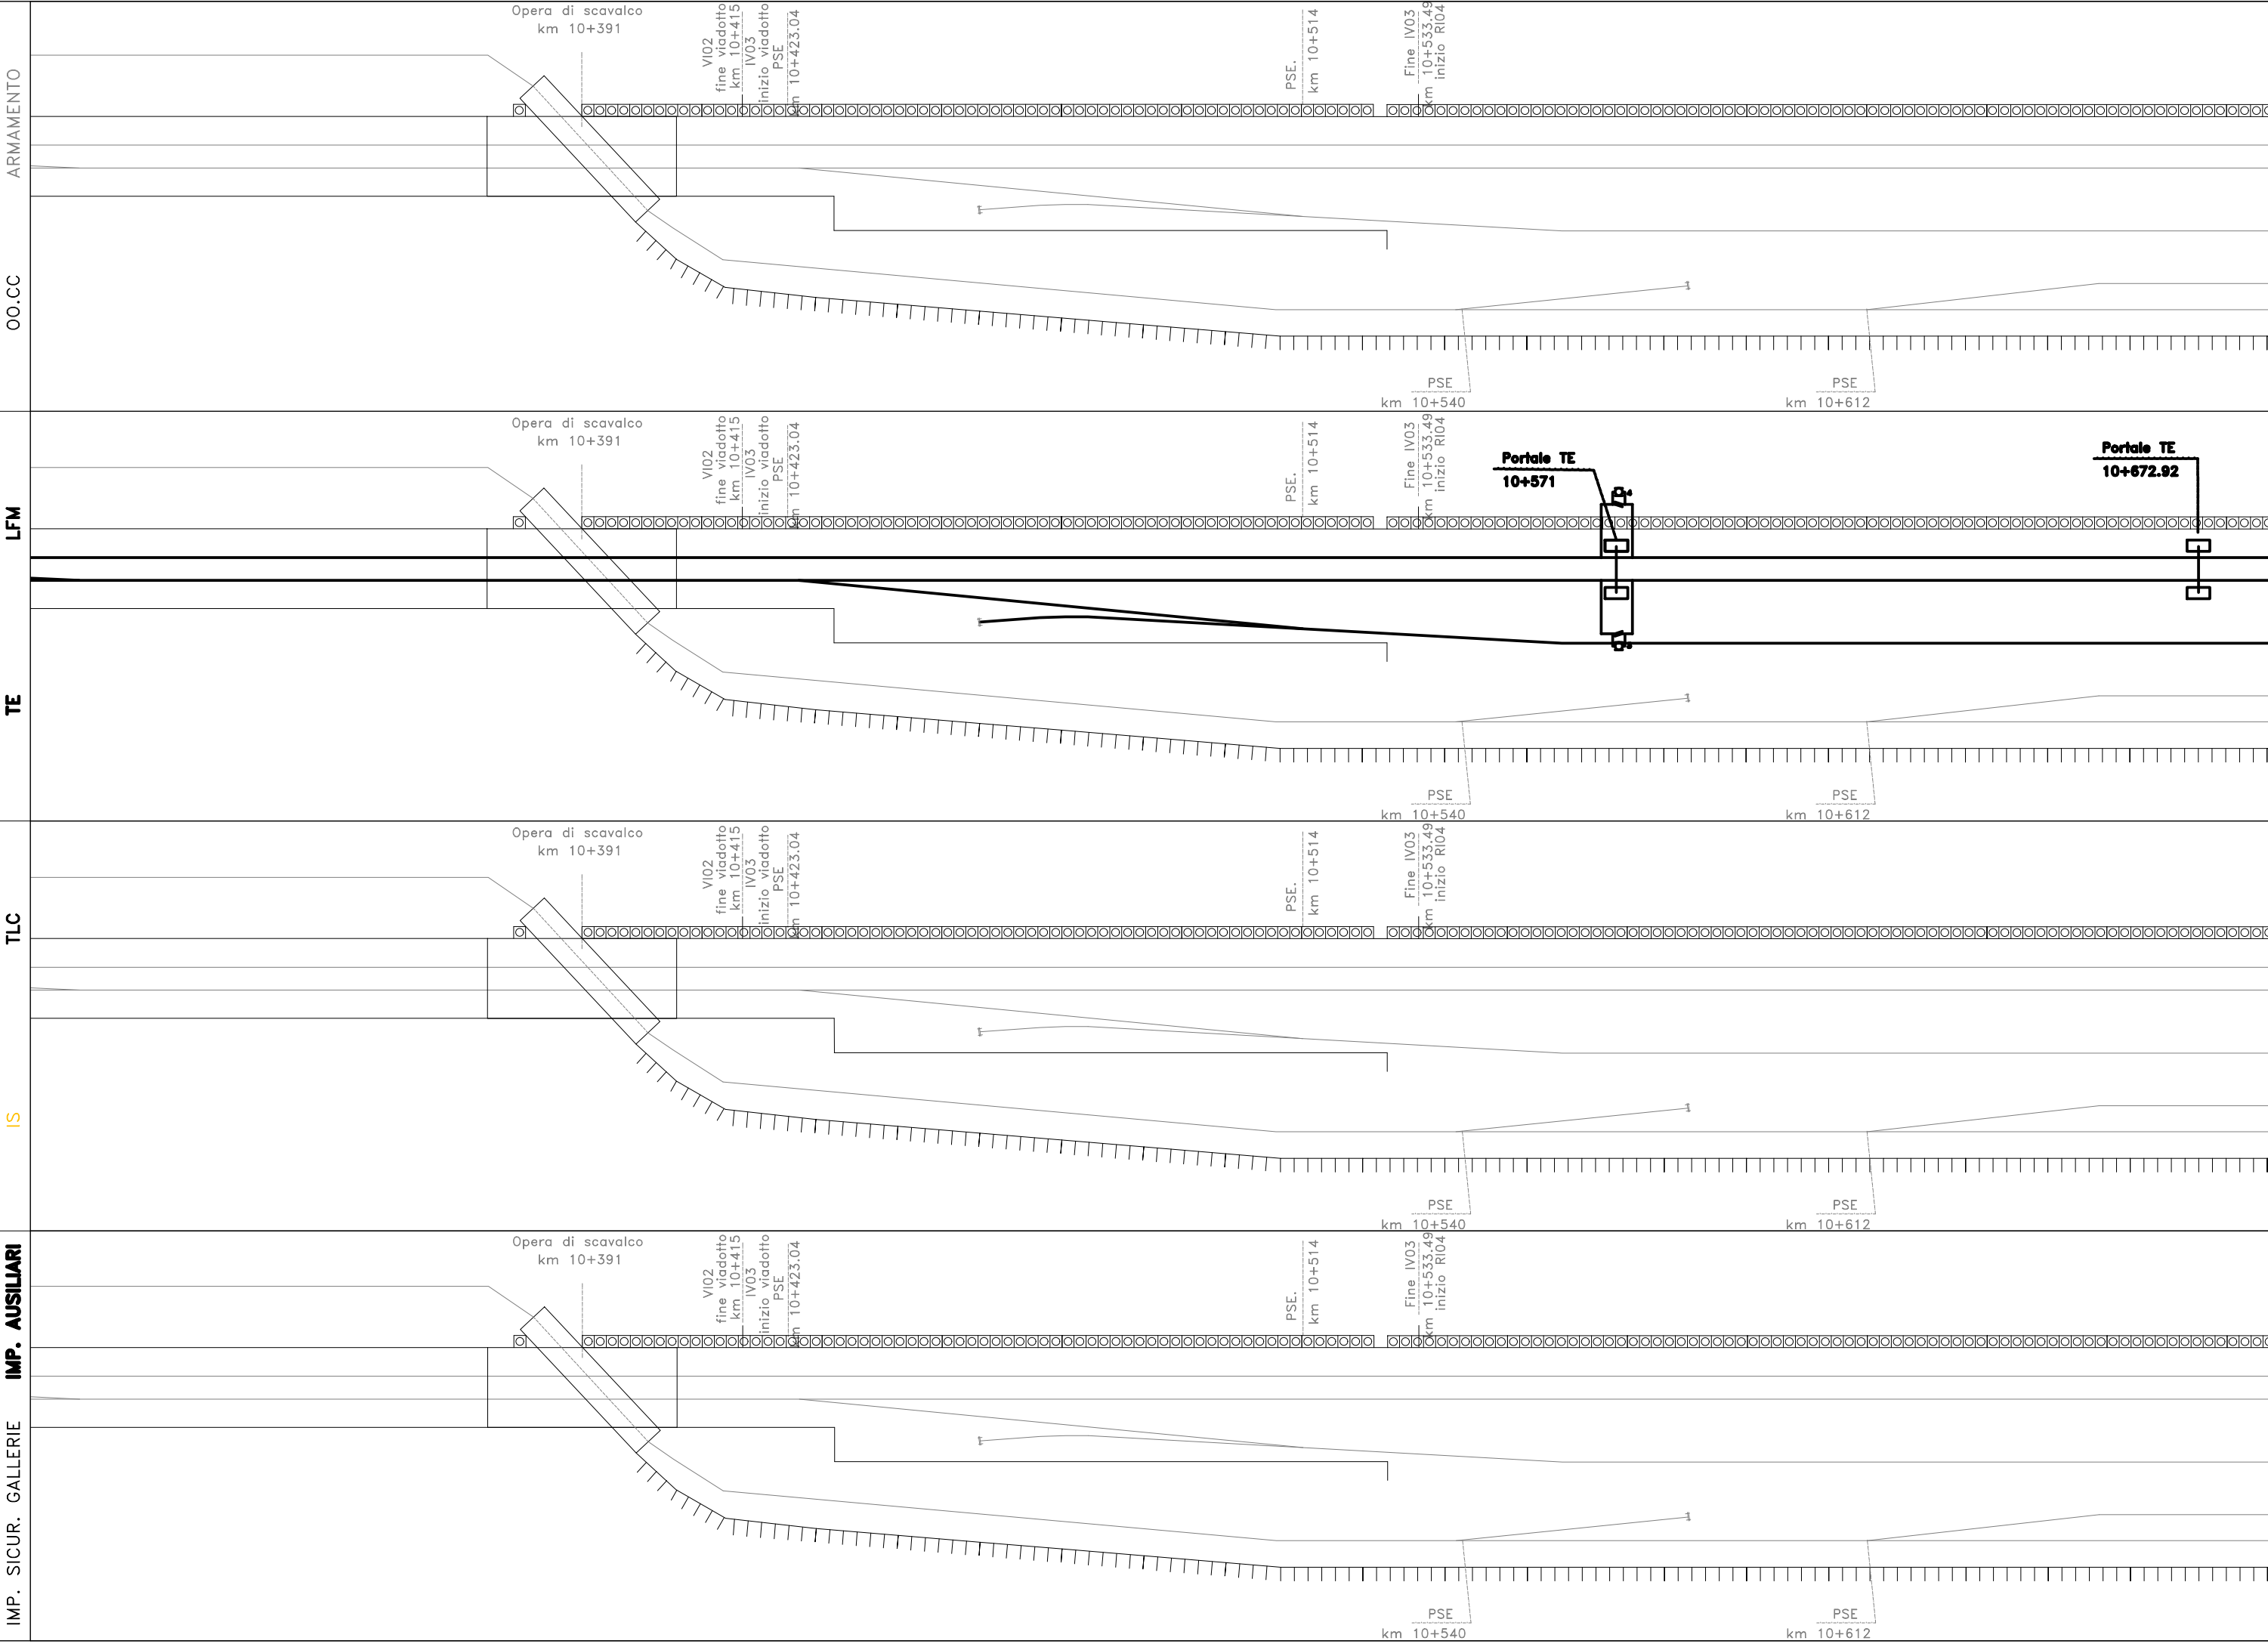 ARMAMENTO
OO.CC
Opera di scavalco
km 10+391
VI02
fine viadotto
km 10+415
IV03
inizio viadotto
PSE
km 10+423.04
PSE.
km 10+514
Fine IV03
km 10+533.49
inizio RI04
PSE
km 10+540
PSE
km 10+612
LFM
TE
Opera di scavalco
km 10+391
VI02
fine viadotto
km 10+415
IV03
inizio viadotto
PSE
km 10+423.04
PSE.
km 10+514
Fine IV03
km 10+533.49
inizio RI04
Portale TE
10+571
Portale TE
10+672.92
PSE
km 10+540
PSE
km 10+612
TLC
IS
Opera di scavalco
km 10+391
VI02
fine viadotto
km 10+415
IV03
inizio viadotto
PSE
km 10+423.04
PSE.
km 10+514
Fine IV03
km 10+533.49
inizio RI04
PSE
km 10+540
PSE
km 10+612
IMP. AUSILIARI
IMP. SICUR. GALLERIE
Opera di scavalco
km 10+391
VI02
fine viadotto
km 10+415
IV03
inizio viadotto
PSE
km 10+423.04
PSE.
km 10+514
Fine IV03
km 10+533.49
inizio RI04
PSE
km 10+540
PSE
km 10+612